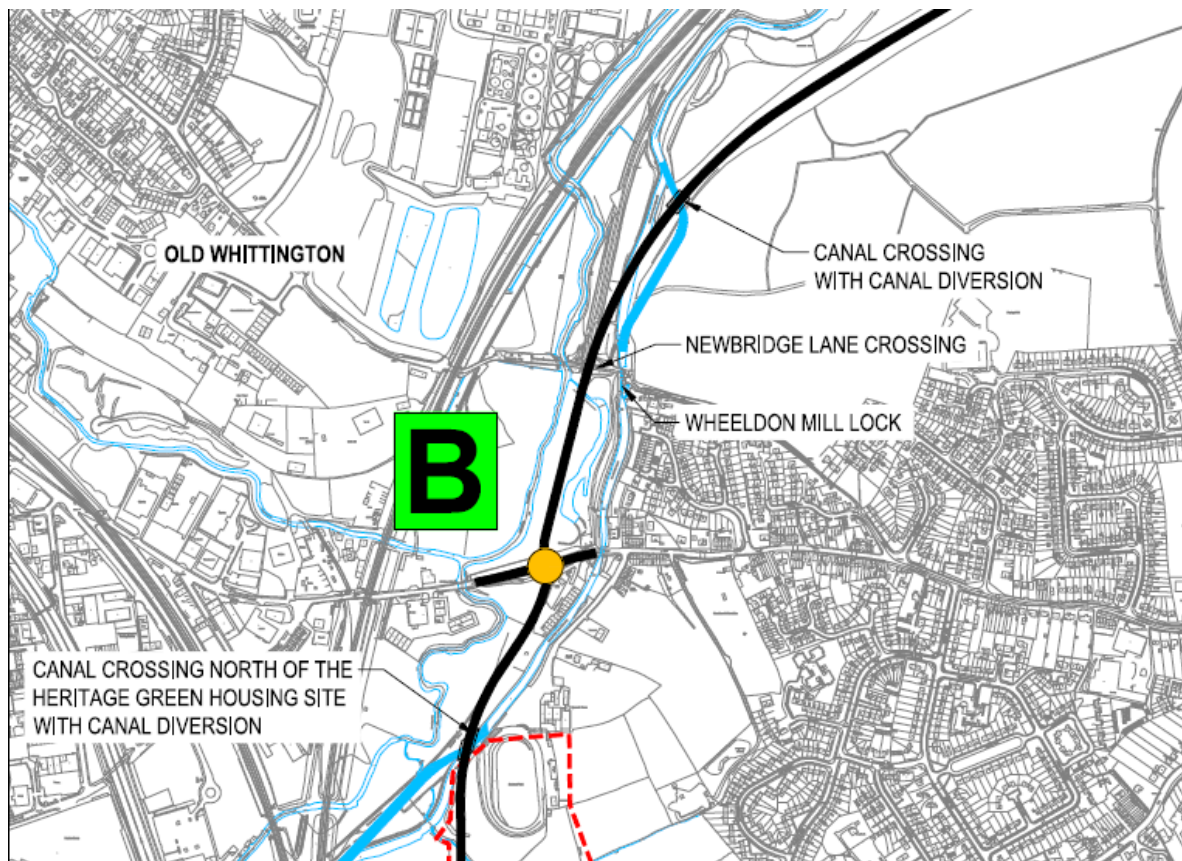 OLD WHITTINGTON
CANAL CROSSING
WITH CANAL DIVERSION
NEWBRIDGE LANE CROSSING
WHEELDON MILL LOCK
B
CANAL CROSSING NORTH OF THE
HERITAGE GREEN HOUSING SITE
WITH CANAL DIVERSION